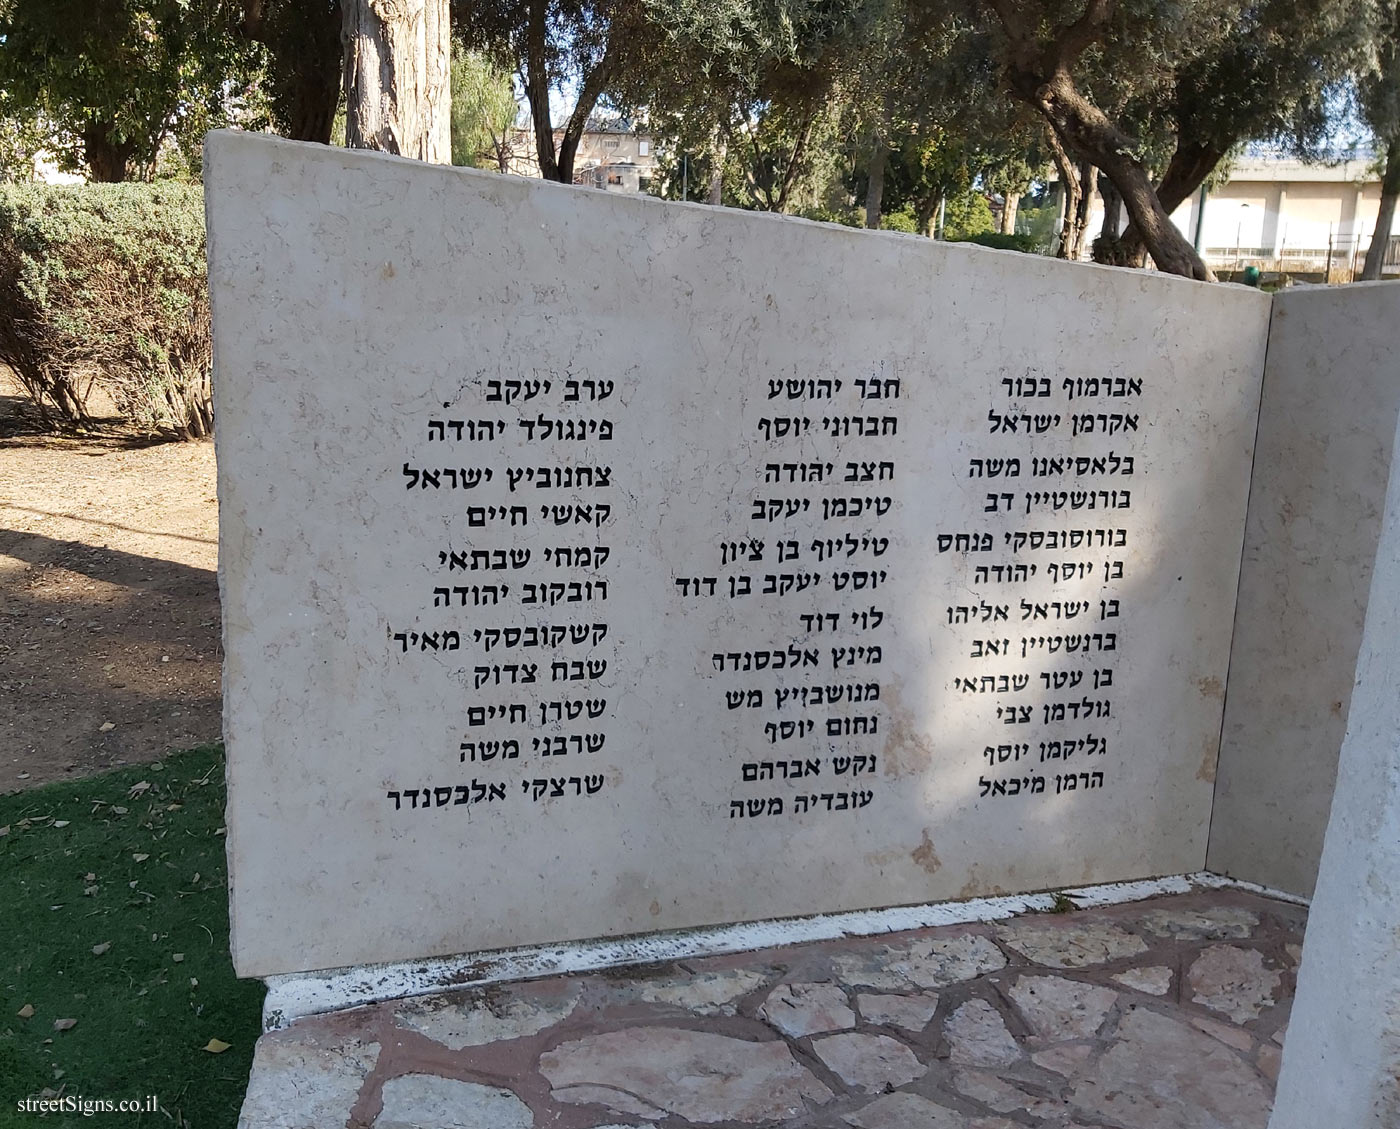 אברמוף בכור
אקרמן ישראל
בלאסיאנו משה
בורנשטיין דב
בורוסובסקי פנחס
בן יוסף יהודה
בן ישראל אליהו
ברנשטיין זאב
בן עטר שבתאי
גולדמן צבי
גליקמן יוסף
הרמן מיכאל
חבר יהושע
חברוני יוסף
חצב יהודה
טיכמן יעקב
טיליוף בן ציון
יוסט יעקב בן דוד
לוי דוד
מינץ אלכסנדר
מנושביץ מש
נחום יוסף
נקש אברהם
עובדיה משה
ערב יעקב
פינגולד יהודה
צחנוביץ ישראל
קאשי חיים
קמחי שבתאי
רובקוב יהודה
קשקובסקי מאיר
שבח צדוק
שטרן חיים
שרבני משה
שרצקי אלכסנדר
streetSigns.co.il